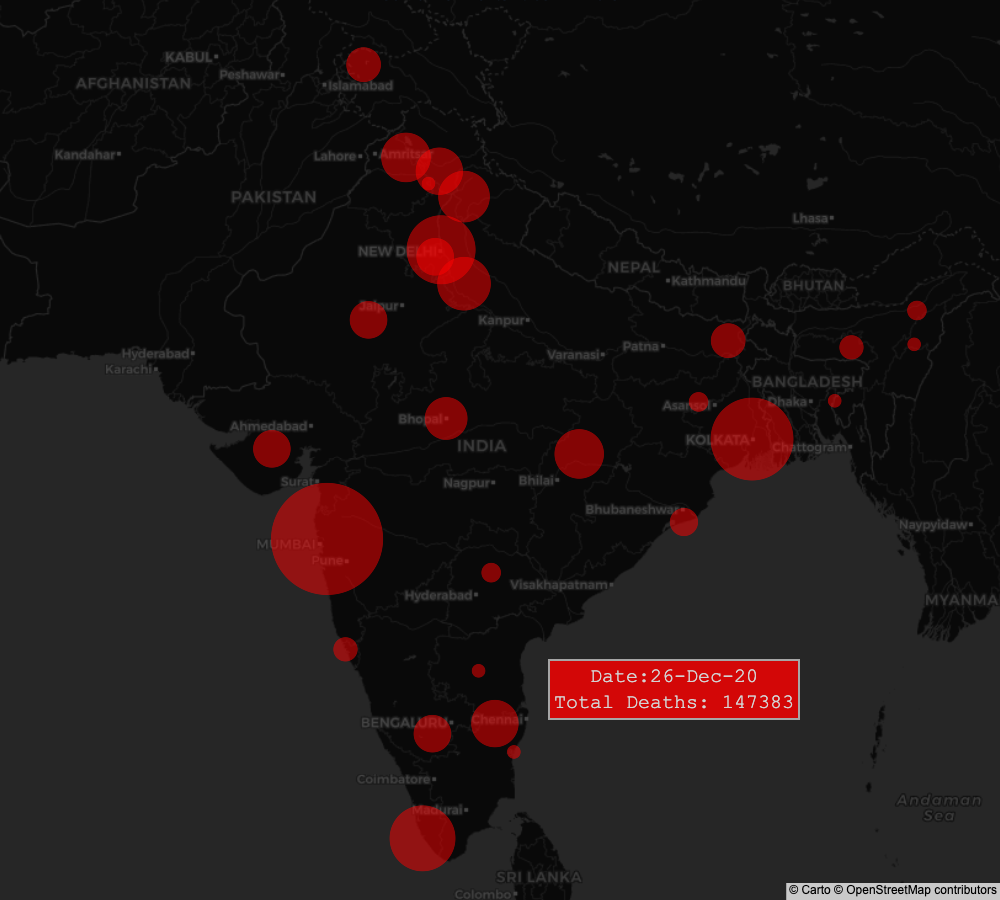 KABUL
Peshawar
AFGHANISTAN
Islamabad
Kandahar
Lahore
Amritsar
PAKISTAN
Lhasa
NEW DELHI
NEPAL
Kathmandu
BHUTAN
Jaipur
Kanpur
Hyderabad
Varanasi
Patna
Karachi
BANGLADESH
Asansol
Dhaka
Ahmedabad
Bhopal
INDIA
KOLKATA
Chattogram
Surat
Nagpur
Bhilai
Bhubaneshwar
Naypyidaw
MUMBAI
Pune
Hyderabad
Visakhapatnam
MYANMA
Date:26-Dec-20
Total Deaths: 147383
BENGALURU
Chennai
Coimbatore
Madurai
Andaman
Sea
SRI LANKA
Colombo
© Carto © OpenStreetMap contributors